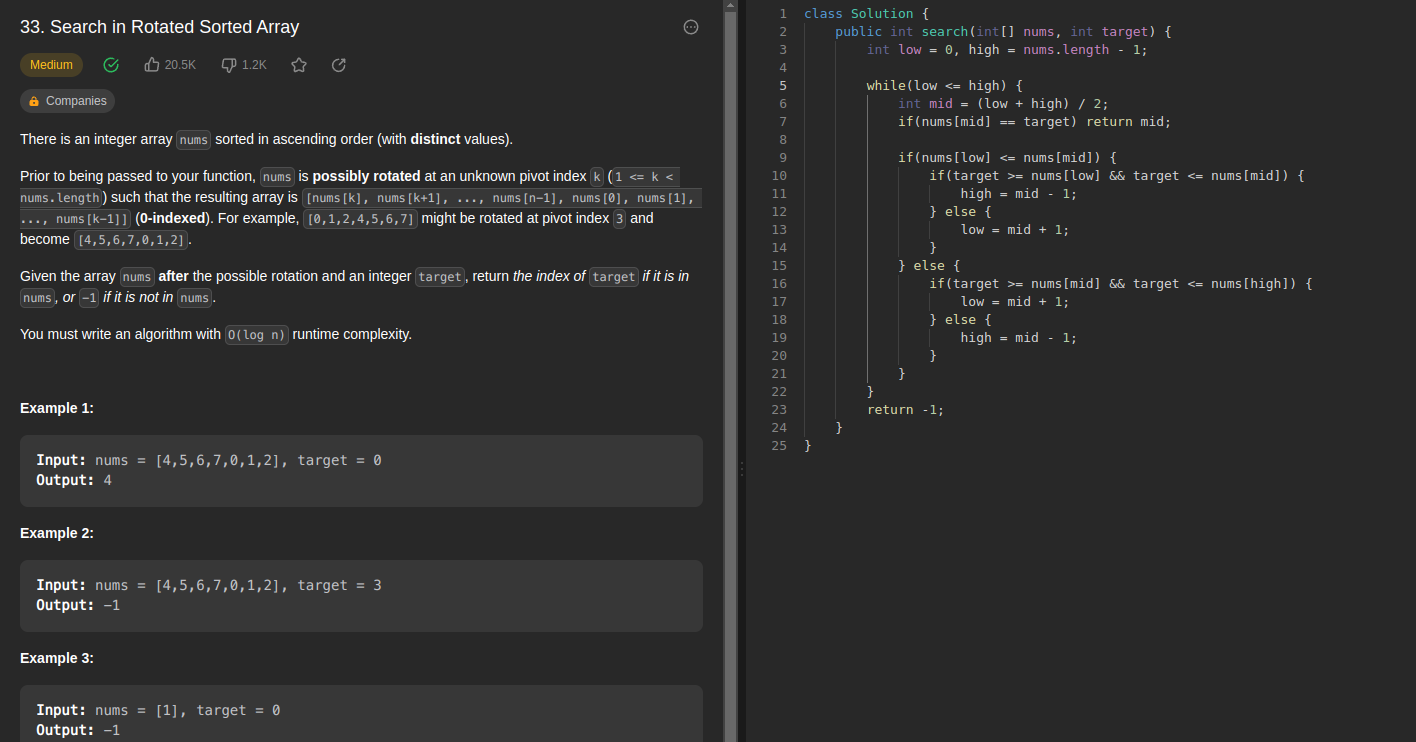 33. Search in Rotated Sorted Array
Medium
20.5K
1.2K
Companies
There is an integer array nums sorted in ascending order (with distinct values).
Prior to being passed to your function, nums is possibly rotated at an unknown pivot index k (1 <= k <
nums.length) such that the resulting array is [nums[k], nums[k+1], ..., nums[n-1], nums[0], nums[1],
..., nums[k-1]] (0-indexed). For example, [0,1,2,4,5,6,7] might be rotated at pivot index 3 and
become [4,5,6,7,0,1,2].
Given the array nums after the possible rotation and an integer target, return the index of target if it is in
nums, or -1 if it is not in nums.
You must write an algorithm with O(log n) runtime complexity.
Example 1:
Input: nums = [4,5,6,7,0,1,2], target = 0
Output: 4
Example 2:
Input: nums = [4,5,6,7,0,1,2], target = 3
Output: -1
Example 3:
Input: nums = [1], target = 0
Output: -1
1 class Solution {
2     public int search(int[] nums, int target) {
3         int low = 0, high = nums.length - 1;
4
5         while(low <= high) {
6             int mid = (low + high) / 2;
7             if(nums[mid] == target) return mid;
8
9             if(nums[low] <= nums[mid]) {
10                 if(target >= nums[low] && target <= nums[mid]) {
11                     high = mid - 1;
12                 } else {
13                     low = mid + 1;
14                 }
15             } else {
16                 if(target >= nums[mid] && target <= nums[high]) {
17                     low = mid + 1;
18                 } else {
19                     high = mid - 1;
20                 }
21             }
22         }
23         return -1;
24     }
25 }